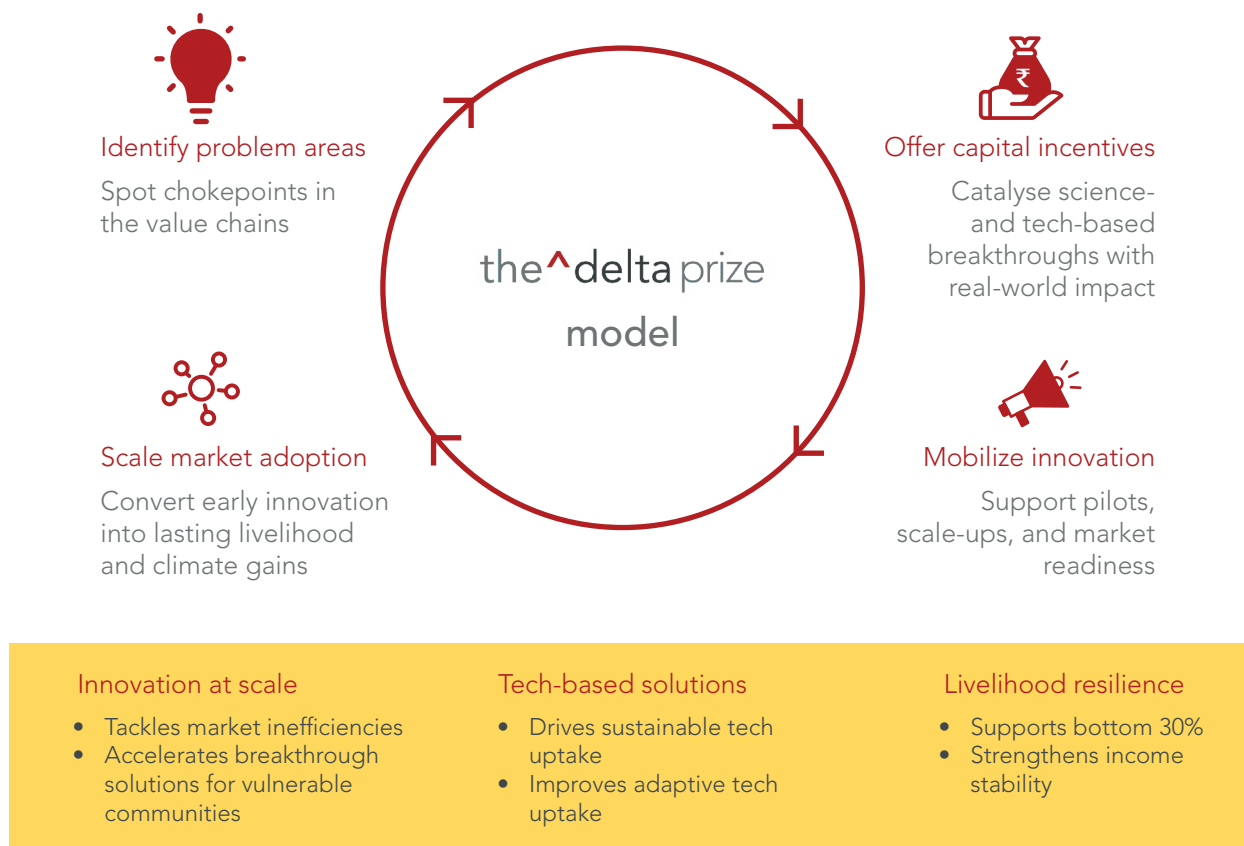 Identify problem areas
Spot chokepoints in
the value chains
₹
Offer capital incentives
Catalyse science-
and tech-based
breakthroughs with
real-world impact
the^delta prize
model
Scale market adoption
Convert early innovation
into lasting livelihood
and climate gains
Mobilize innovation
Support pilots,
scale-ups, and market
readiness
Innovation at scale
• Tackles market inefficiencies
• Accelerates breakthrough
solutions for vulnerable
communities
Tech-based solutions
• Drives sustainable tech
uptake
• Improves adaptive tech
uptake
Livelihood resilience
• Supports bottom 30%
• Strengthens income
stability